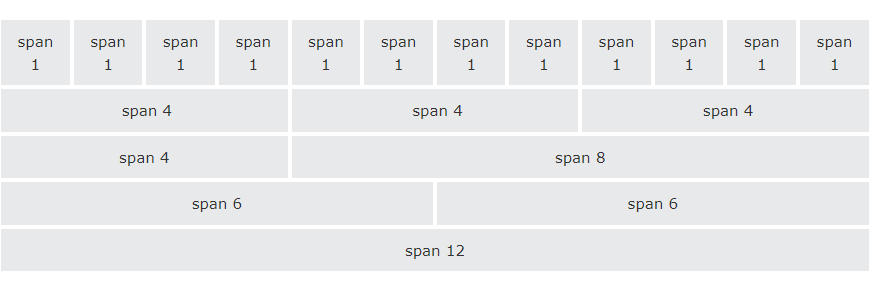 span span span span span span span span span span span span
1 1 1 1 1 1 1 1 1 1 1 1
span 4 span 4 span 4
span 4 span 8
span 6 span 6
span 12